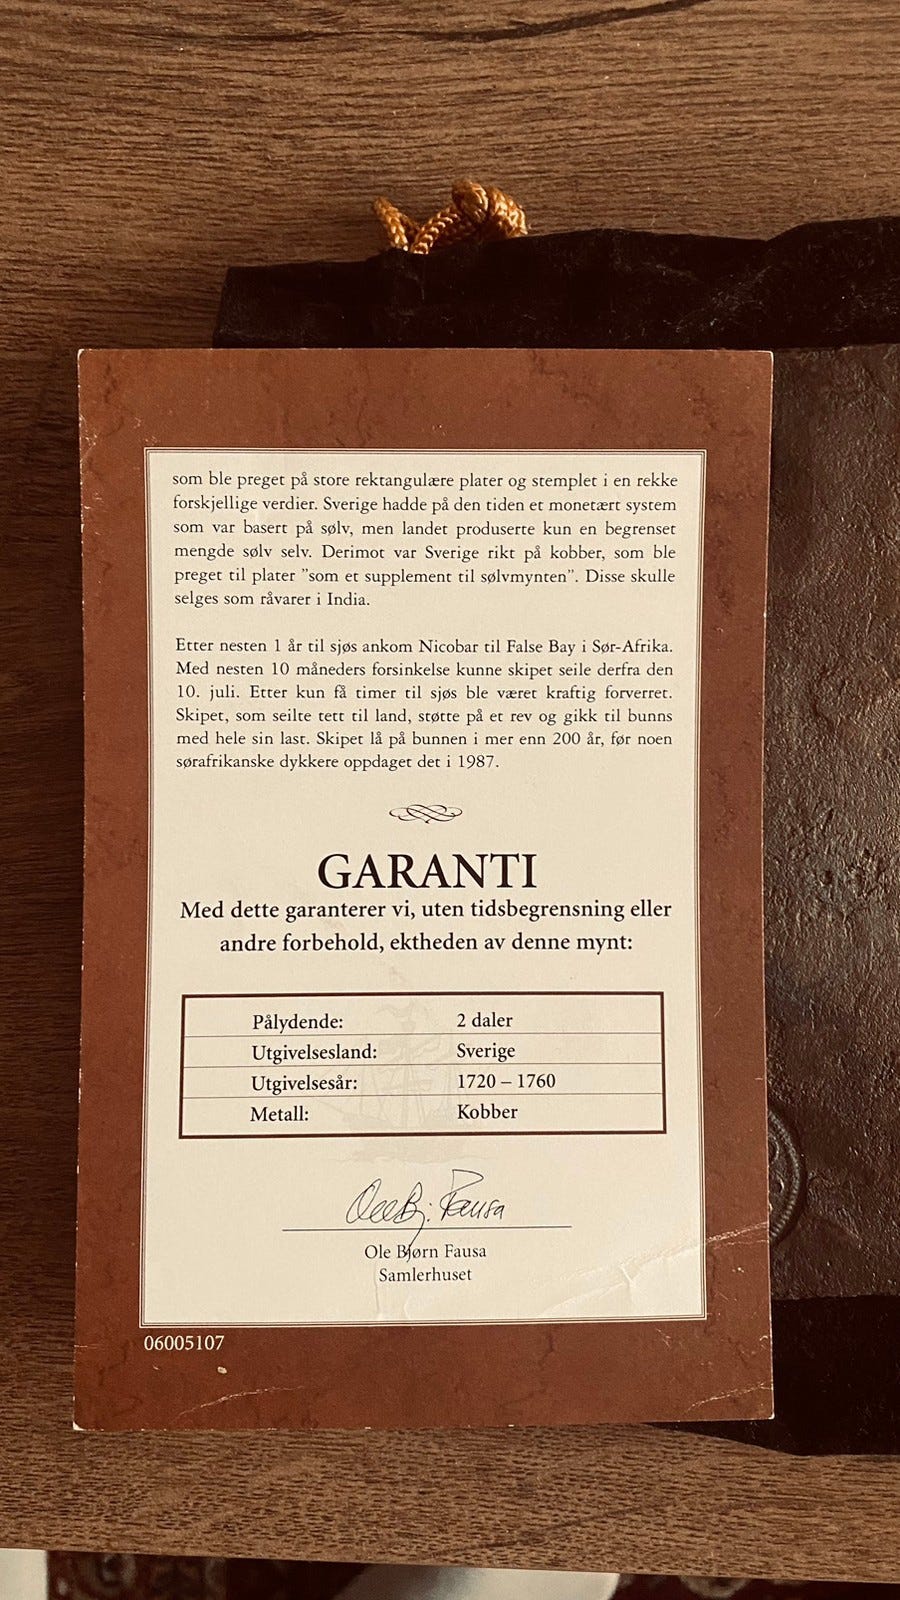 som ble preget på store rektangulære plater og stemplet i en rekke
forskjellige verdier. Sverige hadde på den tiden et monetært system
som var basert på sølv, men landet produserte kun en begrenset
mengde sølv selv. Derimot var Sverige rikt på kobber, som ble
preget til plater "som et supplement til sølvmynten". Disse skulle
selges som råvarer i India.
Etter nesten 1 år til sjøs ankom Nicobar til False Bay i Sør-Afrika.
Med nesten 10 måneders forsinkelse kunne skipet seile derfra den
10. juli. Etter kun få timer til sjøs ble været kraftig forverret.
Skipet, som seilte tett til land, støtte på et rev og gikk til bunns
med hele sin last. Skipet lå på bunnen i mer enn 200 år, før noen
sørafrikanske dykkere oppdaget det i 1987.
GARANTI
Med dette garanterer vi, uten tidsbegrensning eller
andre forbehold, ektheden av denne mynt:
Pålydende: 2 daler
Utgivelsesland: Sverige
Utgivelsesår: 1720 – 1760
Metall: Kobber
Ole Bj. Fausa
Ole Bjørn Fausa
Samlerhuset
06005107